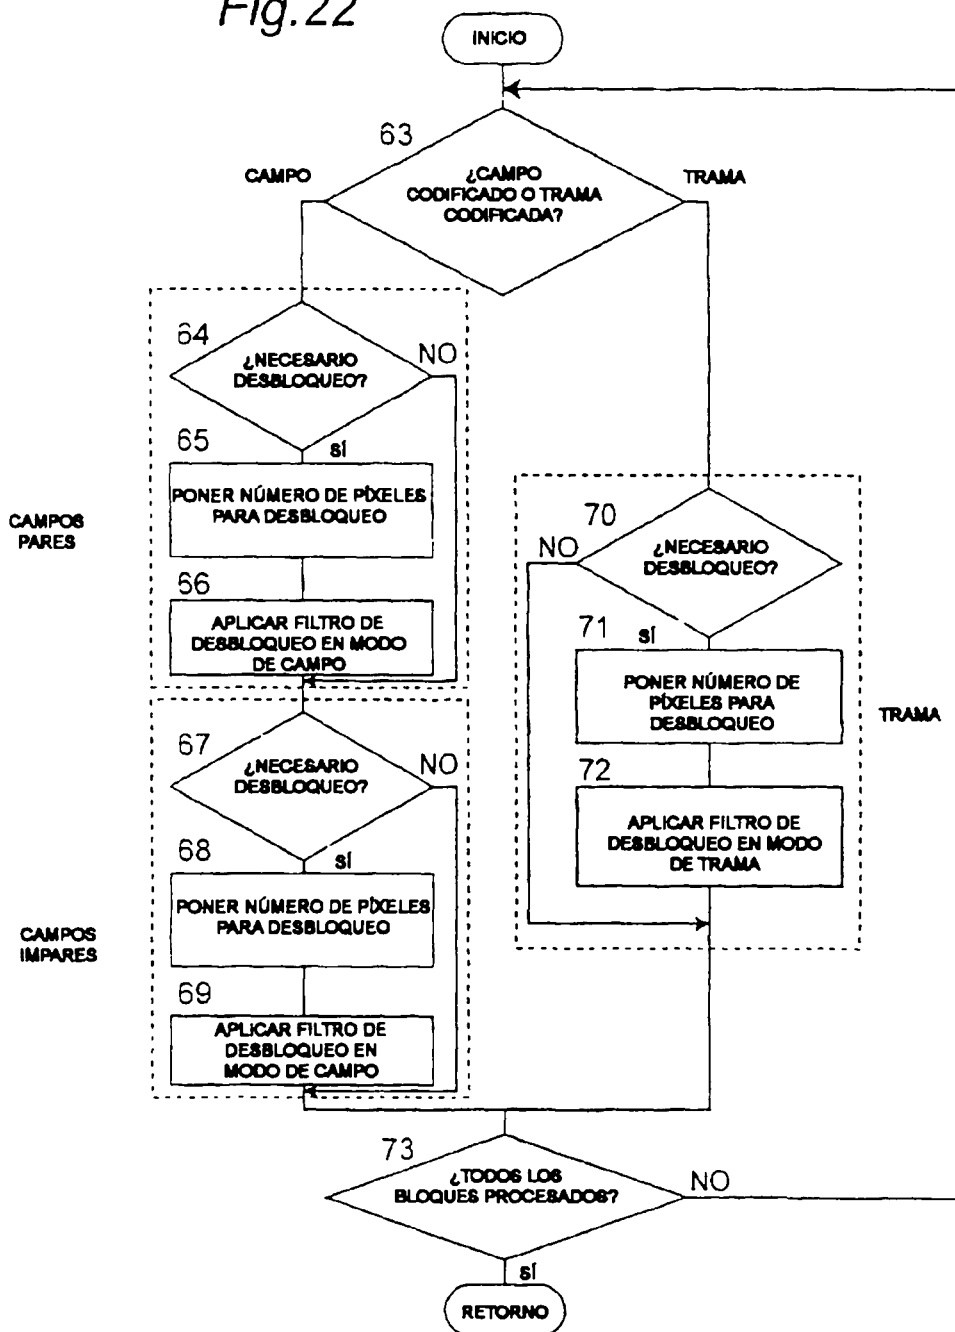 Fig.22
INICIO
63
¿CAMPO
CODIFICADO O TRAMA
CODIFICADA?
CAMPO
TRAMA
64
¿NECESARIO
DESBLOQUEO?
NO
SÍ
65
PONER NÚMERO DE PÍXELES
PARA DESBLOQUEO
CAMPOS
PARES
66
APLICAR FILTRO DE
DESBLOQUEO EN MODO
DE CAMPO
67
¿NECESARIO
DESBLOQUEO?
NO
SÍ
68
PONER NÚMERO DE PÍXELES
PARA DESBLOQUEO
CAMPOS
IMPARES
69
APLICAR FILTRO DE
DESBLOQUEO EN
MODO DE CAMPO
70
NO
¿NECESARIO
DESBLOQUEO?
71
SÍ
PONER NÚMERO DE
PÍXELES PARA
DESBLOQUEO
TRAMA
72
APLICAR FILTRO DE
DESBLOQUEO EN MODO
DE TRAMA
73
¿TODOS LOS
BLOQUES PROCESADOS?
NO
SÍ
RETORNO